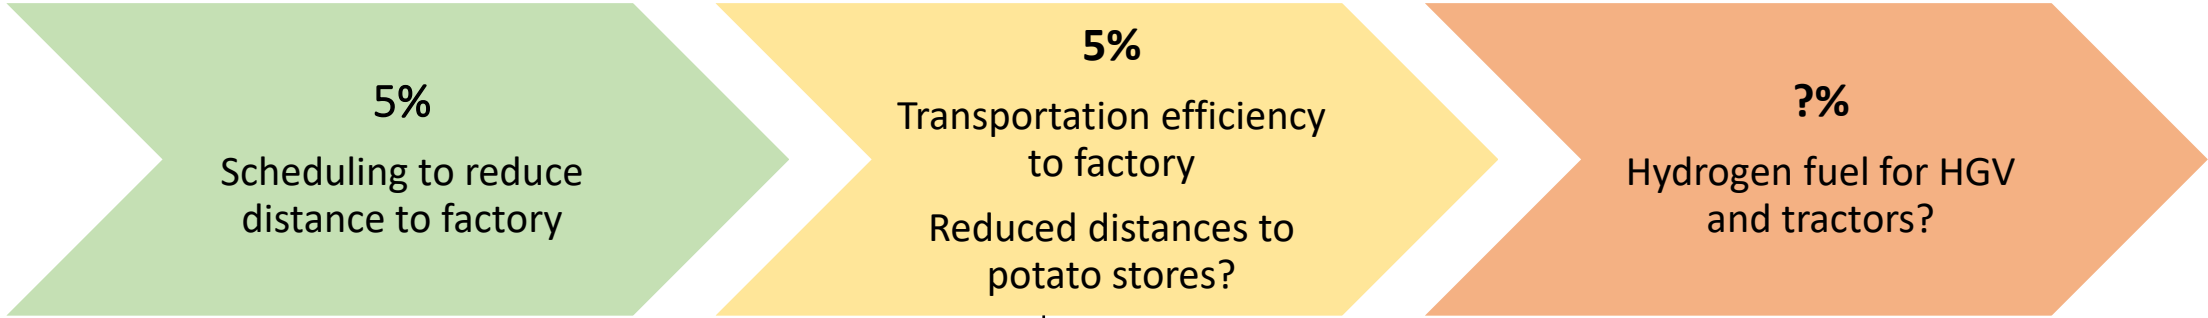 5%
Scheduling to reduce
distance to factory
5%
Transportation efficiency
to factory
Reduced distances to
potato stores?
?%
Hydrogen fuel for HGV
and tractors?